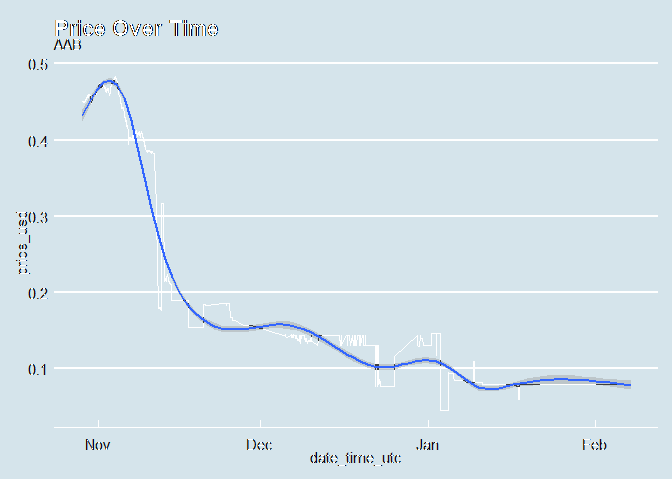 Price Over Time
AAB
0.5
0.4
0.3
0.2
0.1
price_usd
Nov
Dec
Jan
Feb
date_time_utc